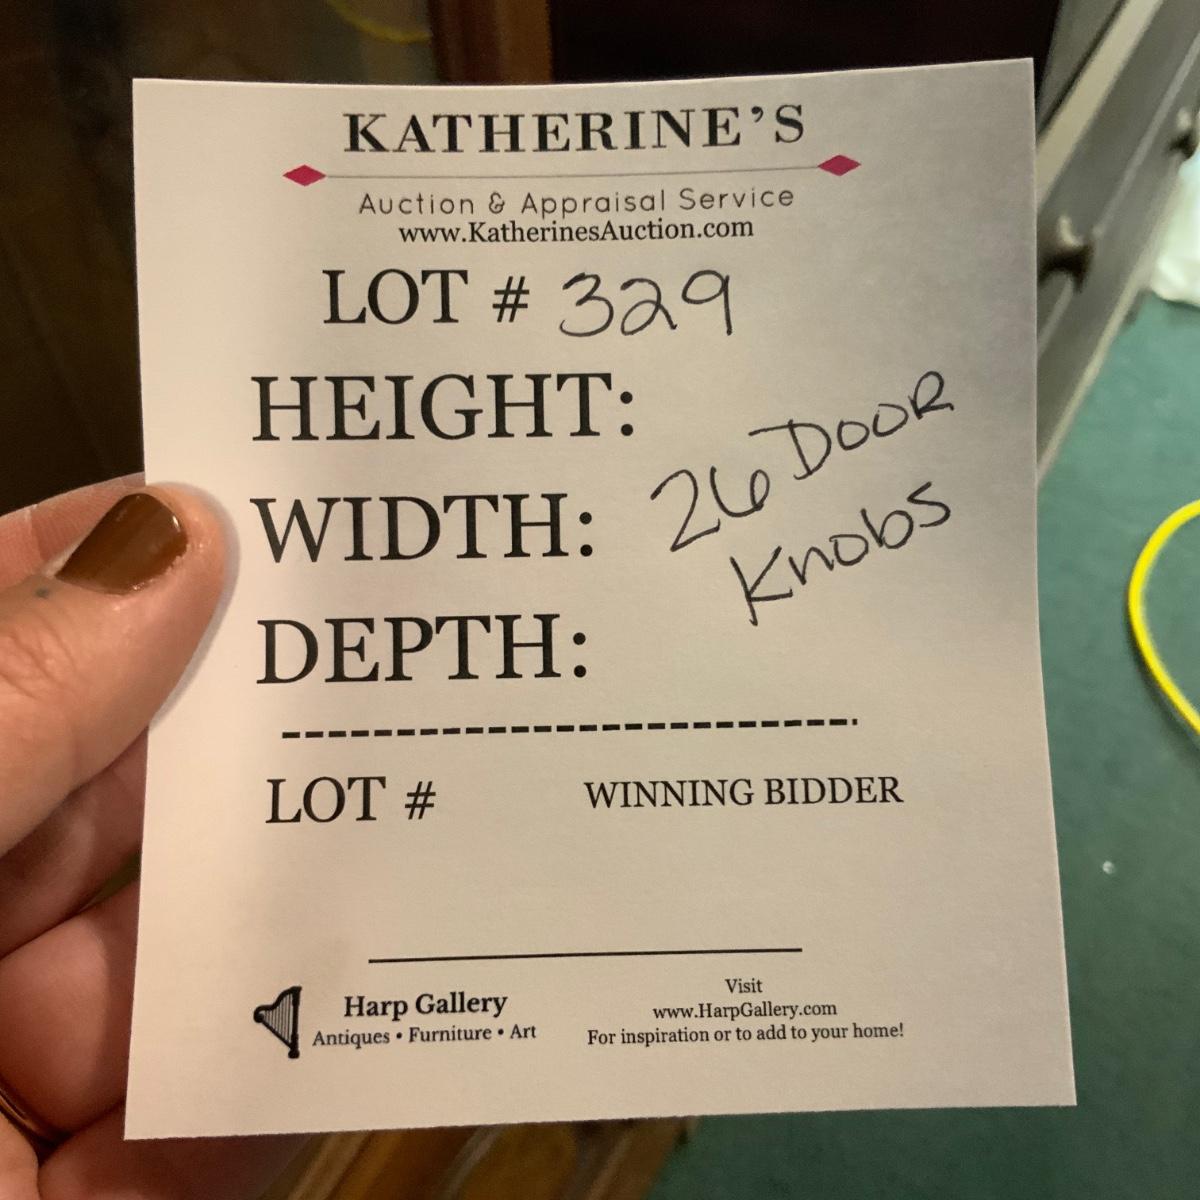 KATHERINE'S
Auction & Appraisal Service
www.KatherinesAuction.com
LOT # 329
HEIGHT:
WIDTH:
DEPTH:
26 DOOR
KNOBS
LOT #
WINNING BIDDER
Harp Gallery
Antiques • Furniture • Art
Visit
www.HarpGallery.com
For inspiration or to add to your home!